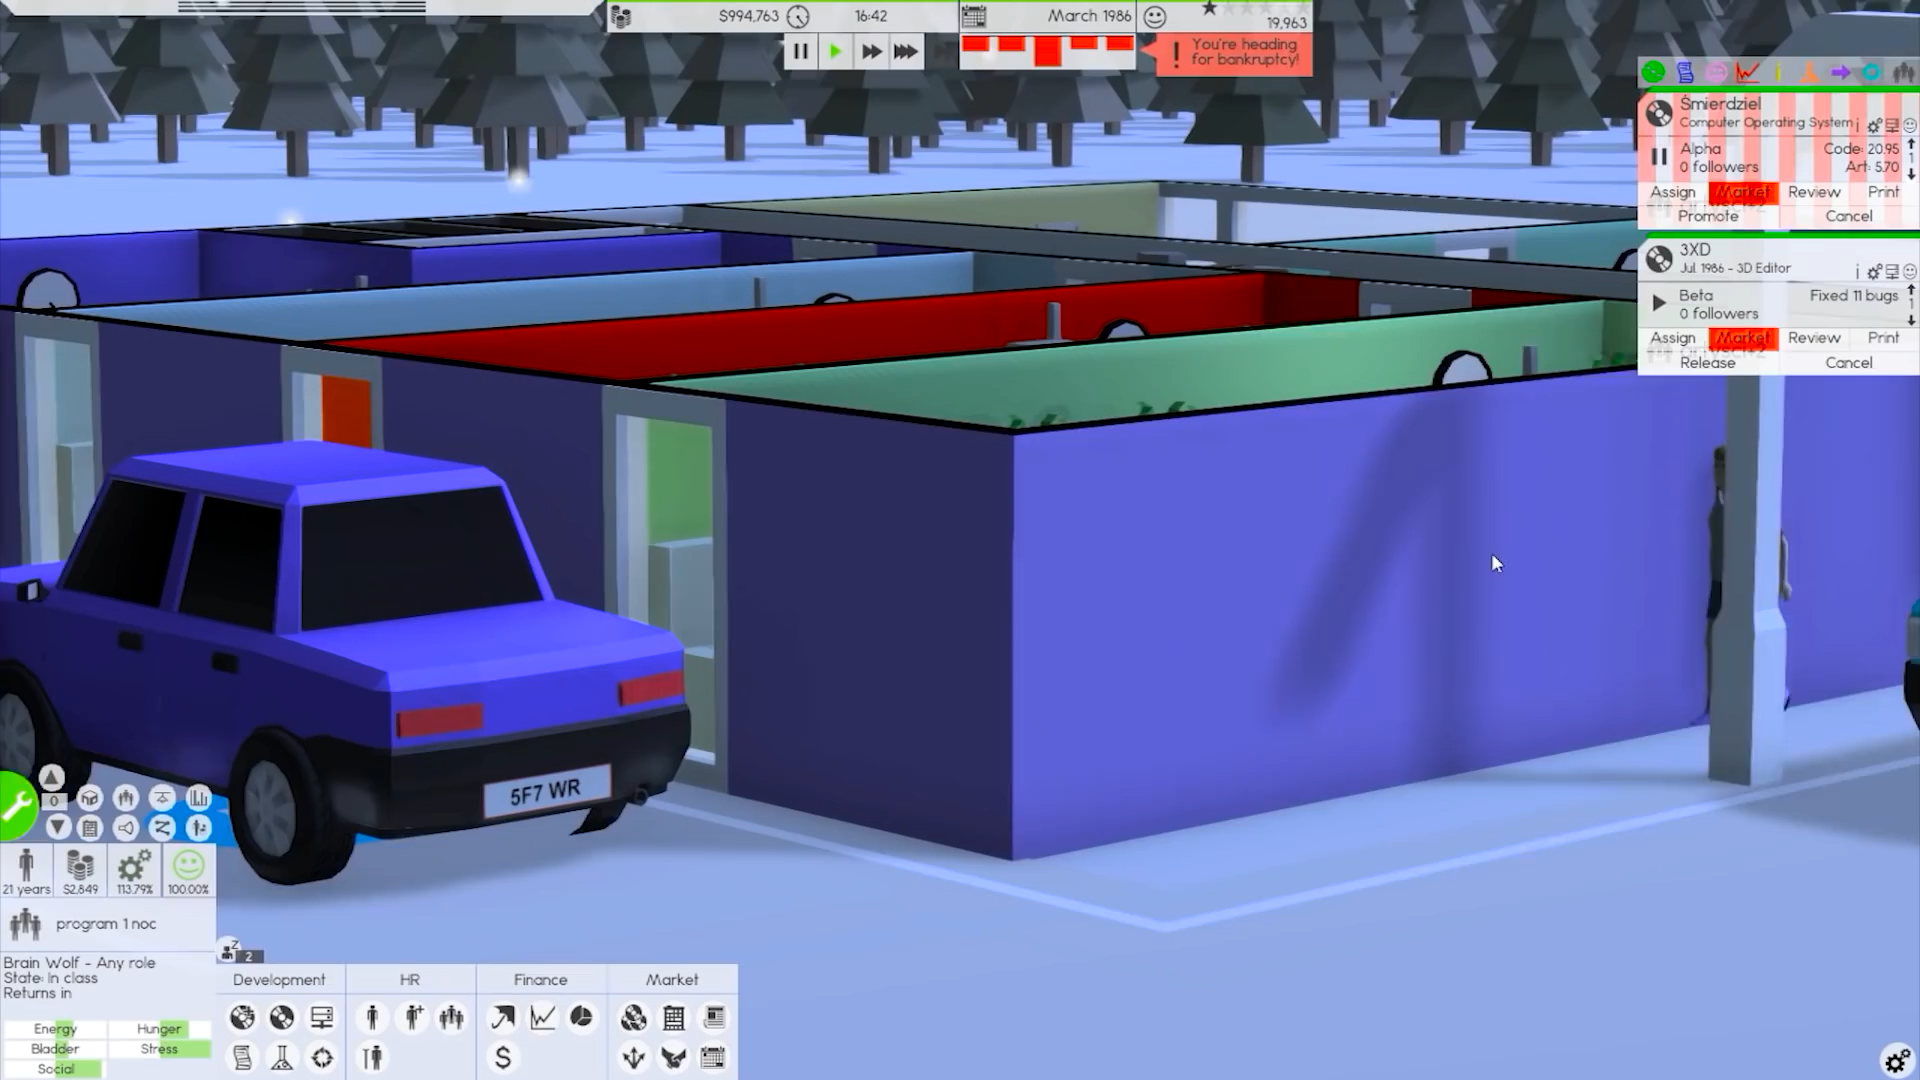 $994,763
16:42
March 1986
19,963
You're heading
for bankruptcy!
Śmierdziel
Computer Operating System
Alpha
Code: 20.95
0 followers
Art: 5.70
1
Assign Market Review Print
Promote Cancel
3XD
Jul 1986 - 3D Editor
Beta
Fixed 11 bugs
0 followers
1
Assign Market Review Print
Release Cancel
5F7 WR
0
21 years $2,849 113.79% 100.00%
program 1 noc
Brain Wolf - Any role
State: In class
Returns in
Energy Hunger
Bladder Stress
Social
Z
2
Development HR Finance Market